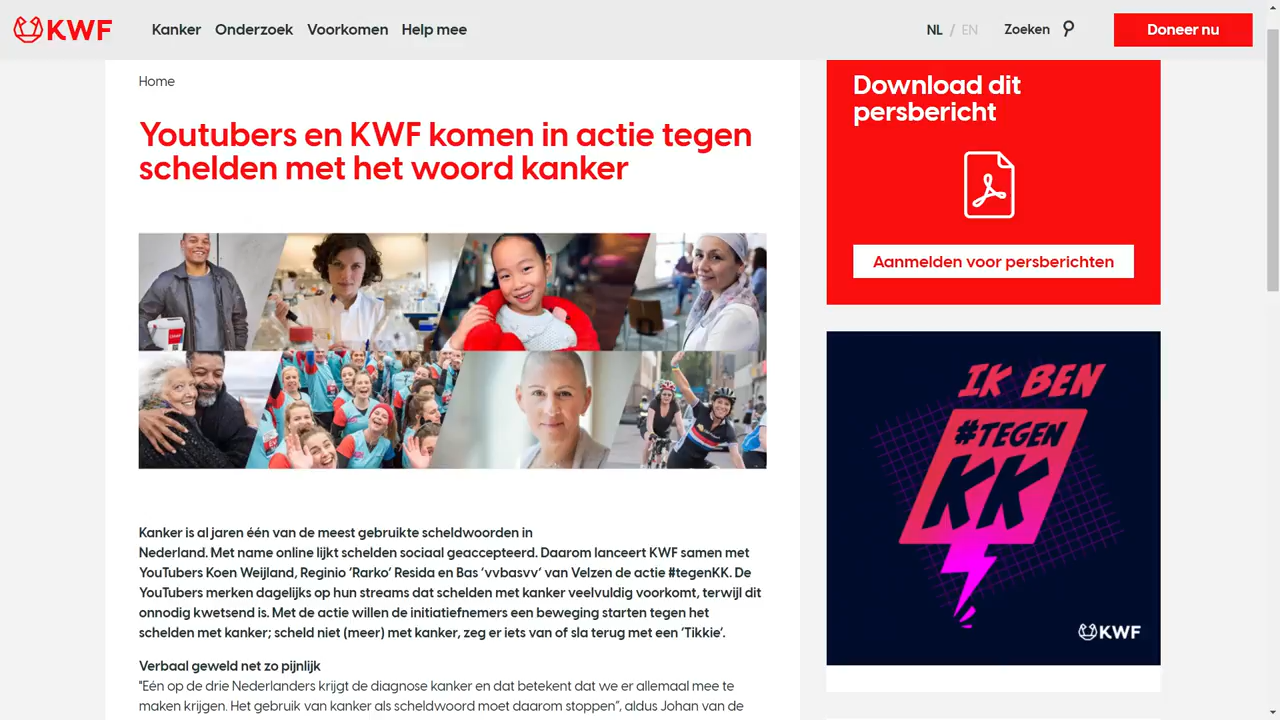 KWF
Kanker Onderzoek Voorkomen Help mee
NL / EN Zoeken
Doneer nu
Home
Youtubers en KWF komen in actie tegen
schelden met het woord kanker
Kanker is al jaren één van de meest gebruikte scheldwoorden in
Nederland. Met name online lijkt schelden sociaal geaccepteerd. Daarom lanceert KWF samen met
YouTubers Koen Weijland, Reginio ‘Rarko’ Resida en Bas ‘vvbasvv’ van Velzen de actie #tegenKK. De
YouTubers merken dagelijks op hun streams dat schelden met kanker veelvuldig voorkomt, terwijl dit
onnodig kwetsend is. Met de actie willen de initiatiefnemers een beweging starten tegen het
schelden met kanker; scheld niet (meer) met kanker, zeg er iets van of sla terug met een ‘Tikkie’.
Verbaal geweld net zo pijnlijk
"Eén op de drie Nederlanders krijgt de diagnose kanker en dat betekent dat we er allemaal mee te
maken krijgen. Het gebruik van kanker als scheldwoord moet daarom stoppen”, aldus Johan van de
Download dit
persbericht
Aanmelden voor persberichten
IK BEN
#TEGEN
KK
KWF